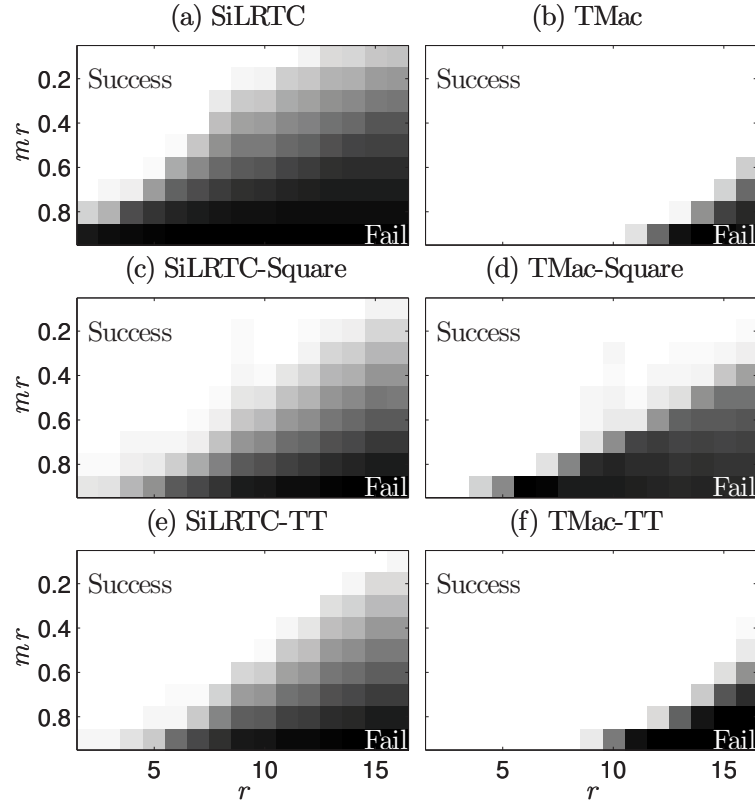 (a) SiLRTC
(b) TMac
Success
Success
0.2
0.4
0.6
0.8
mr
Fail
Fail
(c) SiLRTC-Square
(d) TMac-Square
Success
Success
0.2
0.4
0.6
0.8
mr
Fail
Fail
(e) SiLRTC-TT
(f) TMac-TT
Success
Success
0.2
0.4
0.6
0.8
mr
Fail
Fail
5 10 15
5 10 15
r
r